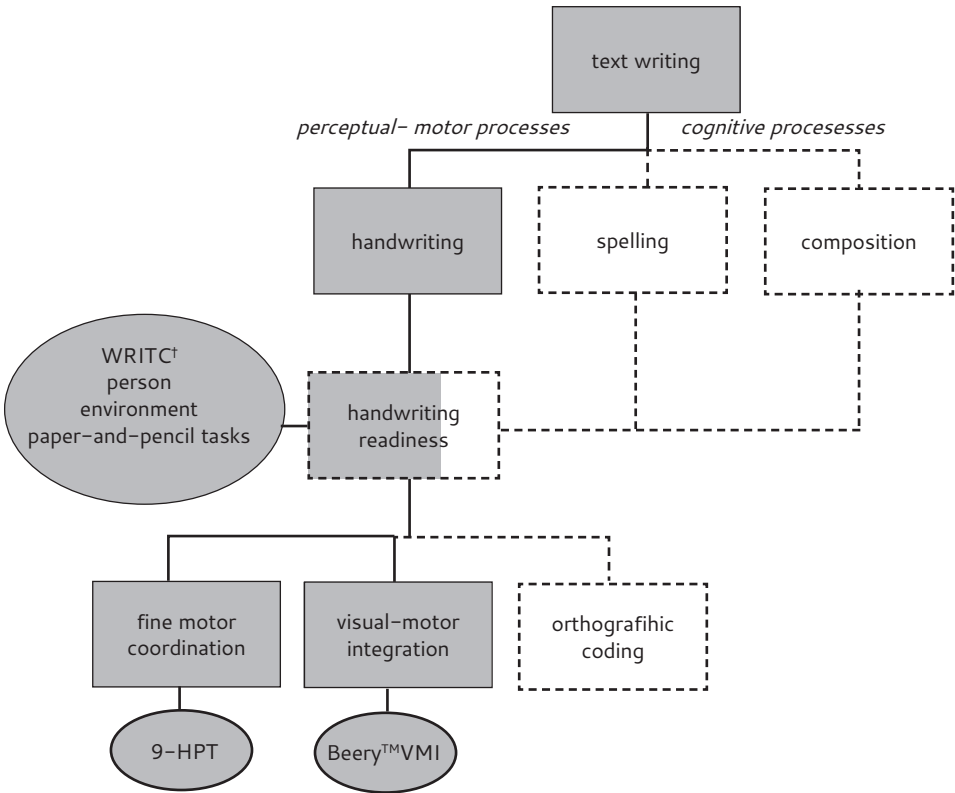 text writing
perceptual- motor processes
cognitive procesesses
handwriting
spelling
composition
WRITC†
person
environment
paper-and-pencil tasks
handwriting
readiness
fine motor
coordination
visual-motor
integration
orthografihic
coding
9-HPT
Beery™VMI